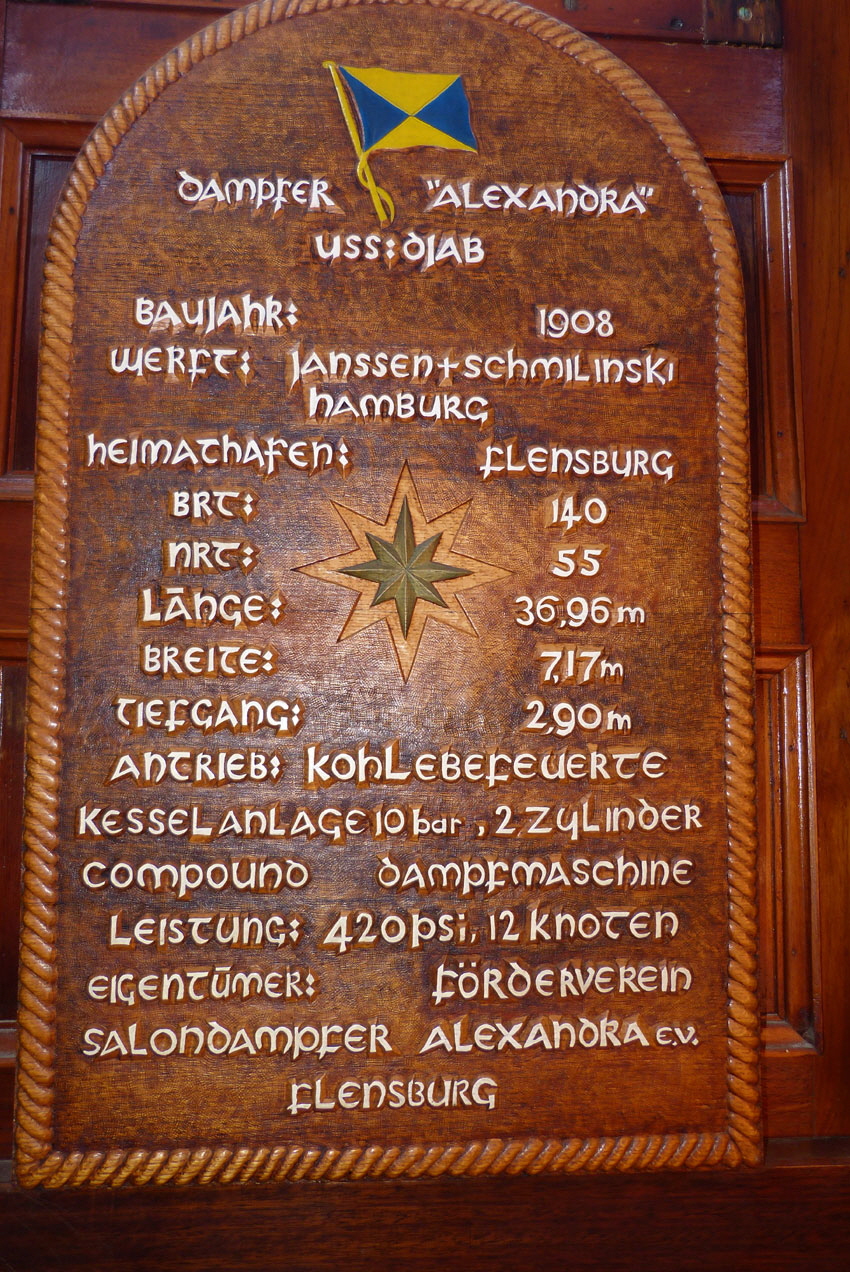 DAMPFER "ALEXANDRA"
USS: DJAB
BAUJAHR: 1908
WERFT: JANSSEN + SCHMILINSKI
HAMBURG
HEIMATHAFEN: FLENSBURG
BRT: 140
NRT: 55
LĀNGE: 36,96 m
BREITE: 7,17 m
TIEFGANG: 2,90 m
ANTRIEB: KOHLEBEFEUERTE
KESSELANLAGE 10 bar, 2 ZYLINDER
COMPOUND DAMPFMASCHINE
LEISTUNG: 420 psi, 12 KNOTEN
EIGENTŪMER: FÖRDERVEREIN
SALONDAMPFER ALEXANDRA E.V.
FLENSBURG